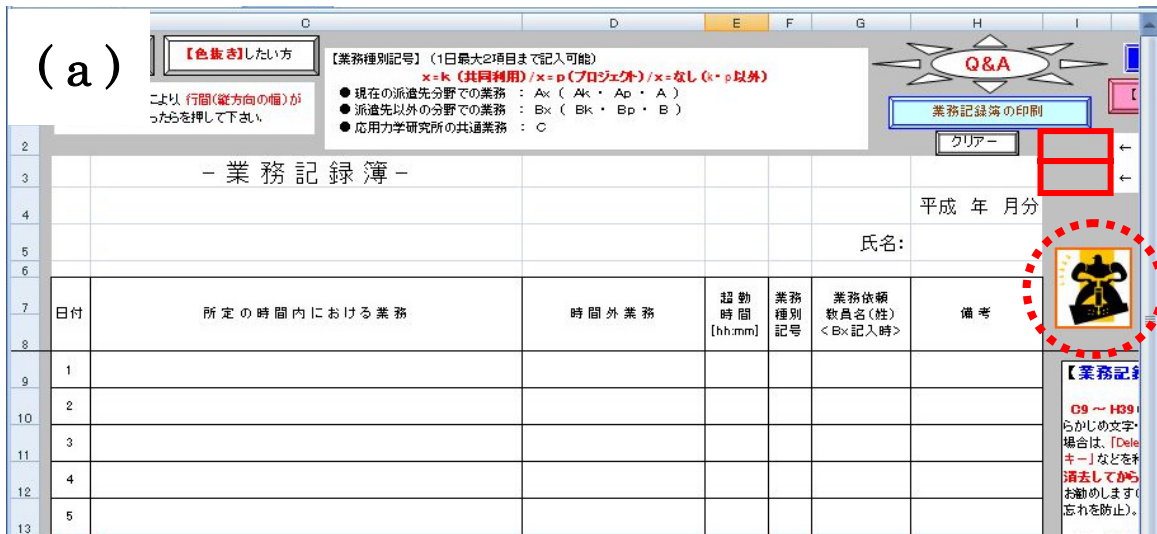 C D E F G H I
(a)
【色抜き】したい方
こより、行間(縦方向の幅)が
ったらを押して下さい。
【業務種別記号】 (1日最大2項目まで記入可能)
x=k (共同利用)/x=p(プロジェクト)/x=なし(k・p以外)
● 現在の派遣先分野での業務 : Ax ( Ak ・ Ap ・ A )
● 派遣先以外の分野での業務 : Bx ( Bk ・ Bp ・ B )
● 応用力学研究所の共通業務 : C
Q&A
業務記録簿の印刷
クリアー
【
2 ←
3 -業務記録簿- ←
4 平成 年 月分
5 氏名:
6
7 日付 所定の時間内における業務 時間外業務 超勤時間[hh:mm] 業務種別記号 業務依頼教員名(姓)<Bx記入時> 備考
8
9 1
10 2
11 3
12 4
13 5
【業務記録
C9 ~ H39
らかじめ文字・
場合は、「Dele
キー」などを利
消去してから
お勧めします(
忘れを防止)。